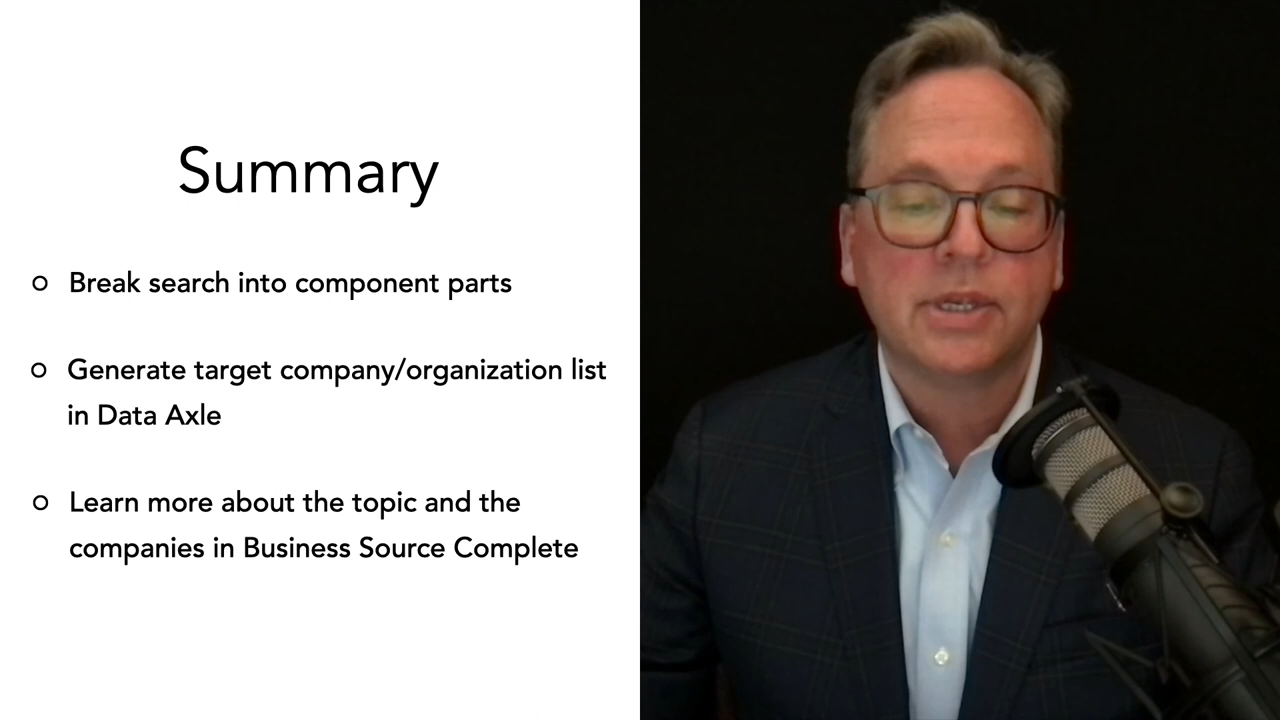 Summary
Break search into component parts
Generate target company/organization list
in Data Axle
Learn more about the topic and the
companies in Business Source Complete